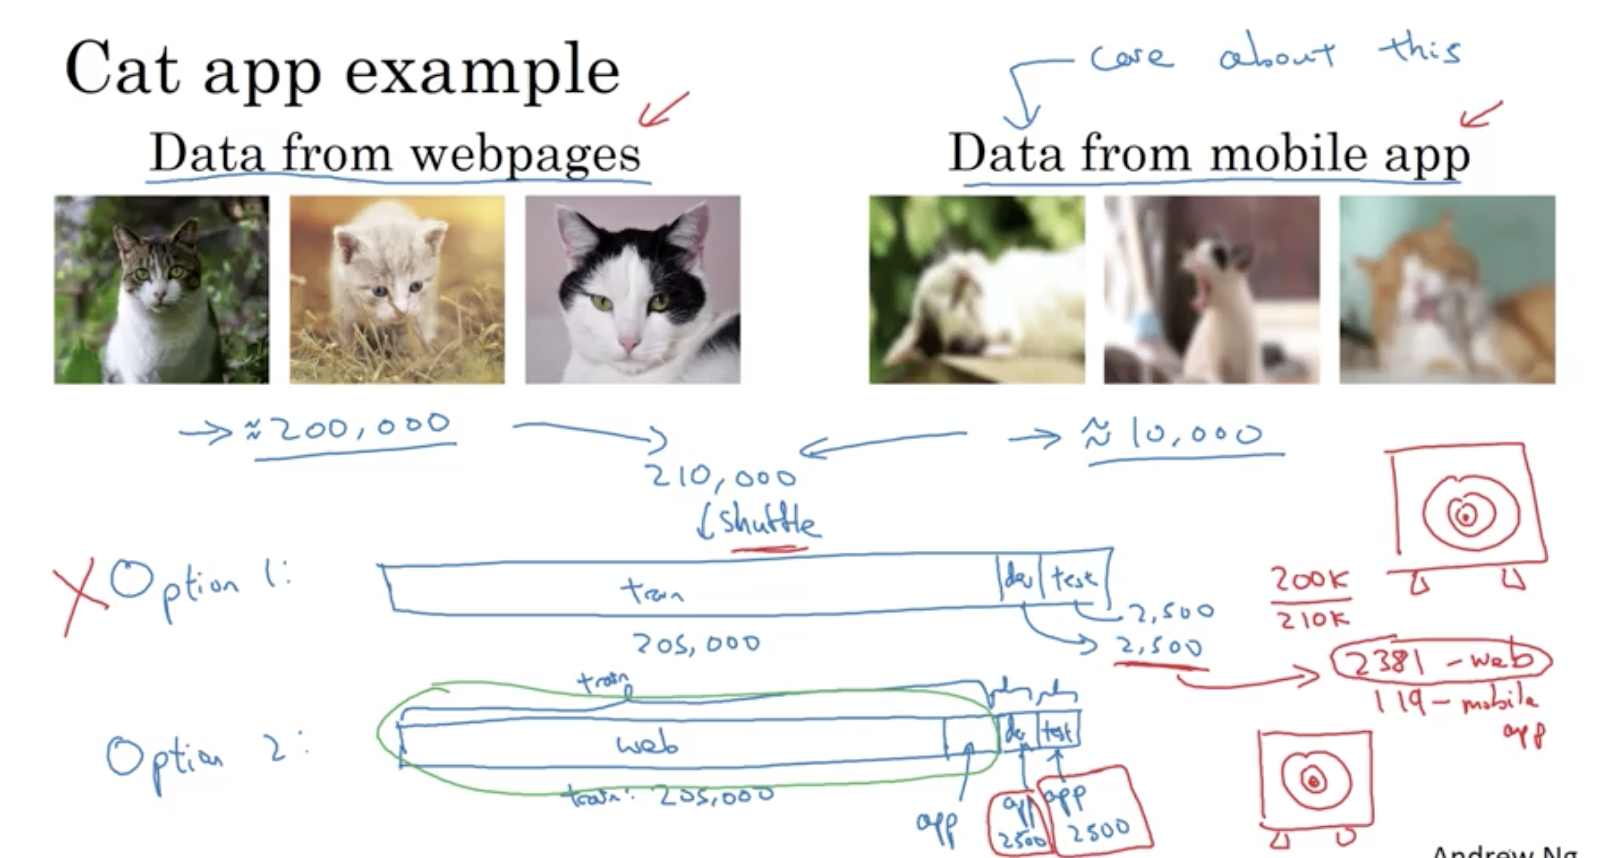 Cat app example
care about this
Data from webpages
Data from mobile app
→ ≈ 200,000
→ ≈ 10,000
210,000
↓ shuffle
X Option 1:
train
dev
test
2,500
205,000
2,500
200K
210K
2381 - web
119 - mobile
app
train
Option 2:
web
dev
test
train: 205,000
app
app
2500
app
2500
Andrew Ng